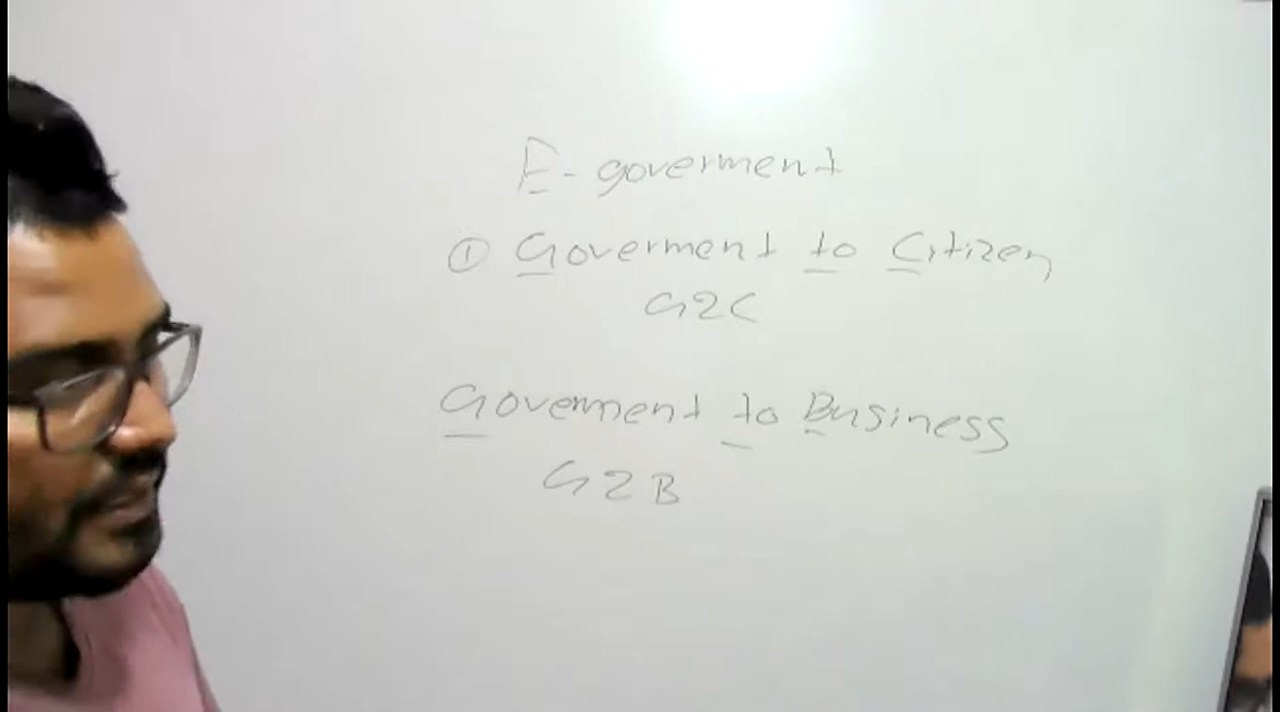 E-goverment
① Goverment to Citizen
G2C
Goverment to Business
G2B